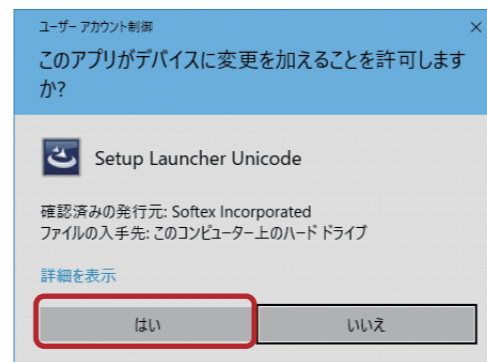 ユーザー アカウント制御
×
このアプリがデバイスに変更を加えることを許可します
か?
Setup Launcher Unicode
確認済みの発行元: Softex Incorporated
ファイルの入手先: このコンピューター上のハード ドライブ
詳細を表示
はい
いいえ